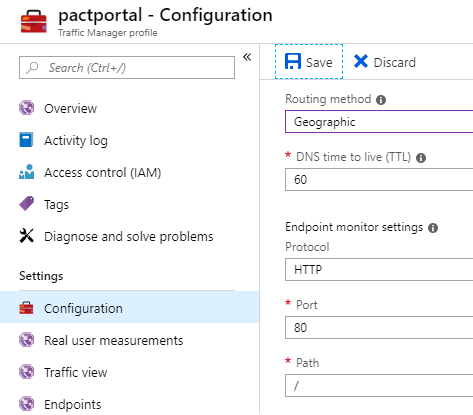 pactportal - Configuration
Traffic Manager profile
Search (Ctrl+/)
Overview
Activity log
Access control (IAM)
Tags
Diagnose and solve problems
Settings
Configuration
Real user measurements
Traffic view
Endpoints
Save Discard
Routing method
Geographic
* DNS time to live (TTL)
60
Endpoint monitor settings
Protocol
HTTP
* Port
80
* Path
/